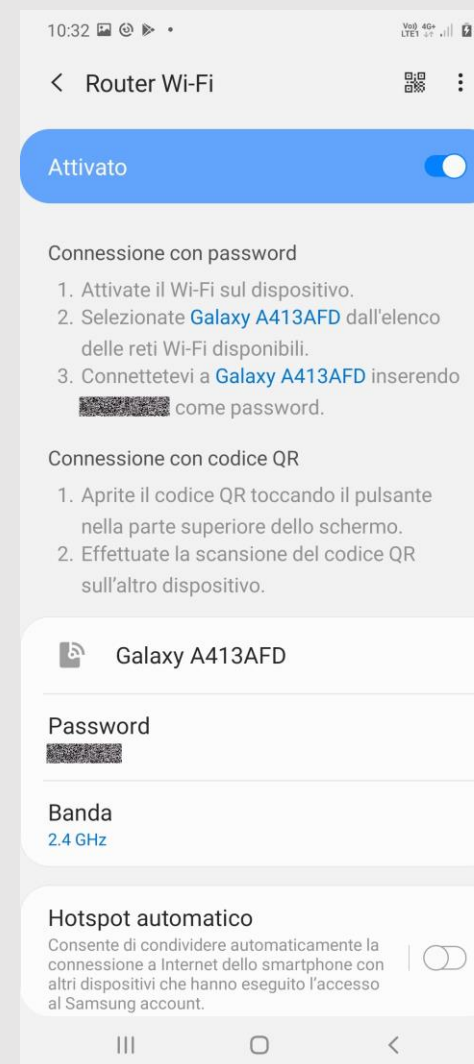 10:32
Vo)) 4G+
LTE1
Router Wi-Fi
Attivato
Connessione con password
1. Attivate il Wi-Fi sul dispositivo.
2. Selezionate Galaxy A413AFD dall'elenco
delle reti Wi-Fi disponibili.
3. Connettetevi a Galaxy A413AFD inserendo
come password.
Connessione con codice QR
1. Aprite il codice QR toccando il pulsante
nella parte superiore dello schermo.
2. Effettuate la scansione del codice QR
sull'altro dispositivo.
Galaxy A413AFD
Password
Banda
2.4 GHz
Hotspot automatico
Consente di condividere automaticamente la
connessione a Internet dello smartphone con
altri dispositivi che hanno eseguito l'accesso
al Samsung account.